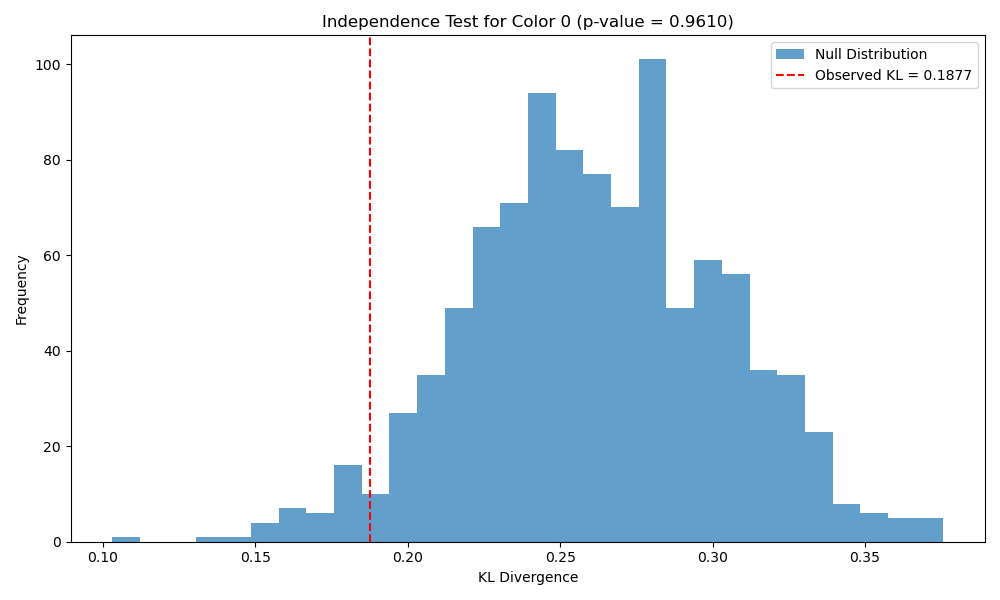 Independence Test for Color 0 (p-value = 0.9610)
Null Distribution
Observed KL = 0.1877
Frequency
100
80
60
40
20
0
0.10 0.15 0.20 0.25 0.30 0.35
KL Divergence